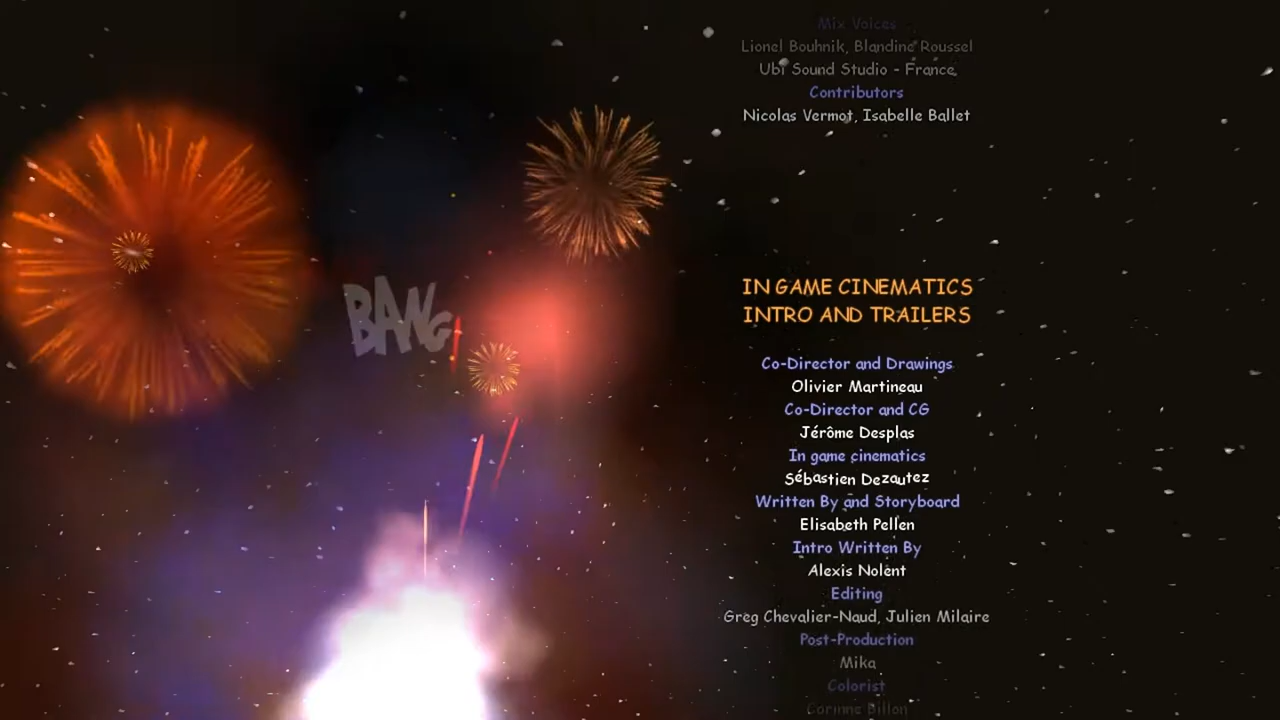 Mix Voices
Lionel Bouhnik, Blandine Roussel
Ubi Sound Studio - France
Contributors
Nicolas Vermot, Isabelle Ballet
BANG
IN GAME CINEMATICS
INTRO AND TRAILERS
Co-Director and Drawings
Olivier Martineau
Co-Director and CG
Jérôme Desplas
In game cinematics
Sébastien Dezautez
Written By and Storyboard
Elisabeth Pellen
Intro Written By
Alexis Nolent
Editing
Greg Chevalier-Naud, Julien Milaire
Post-Production
Mika
Colorist
Corinne Billon